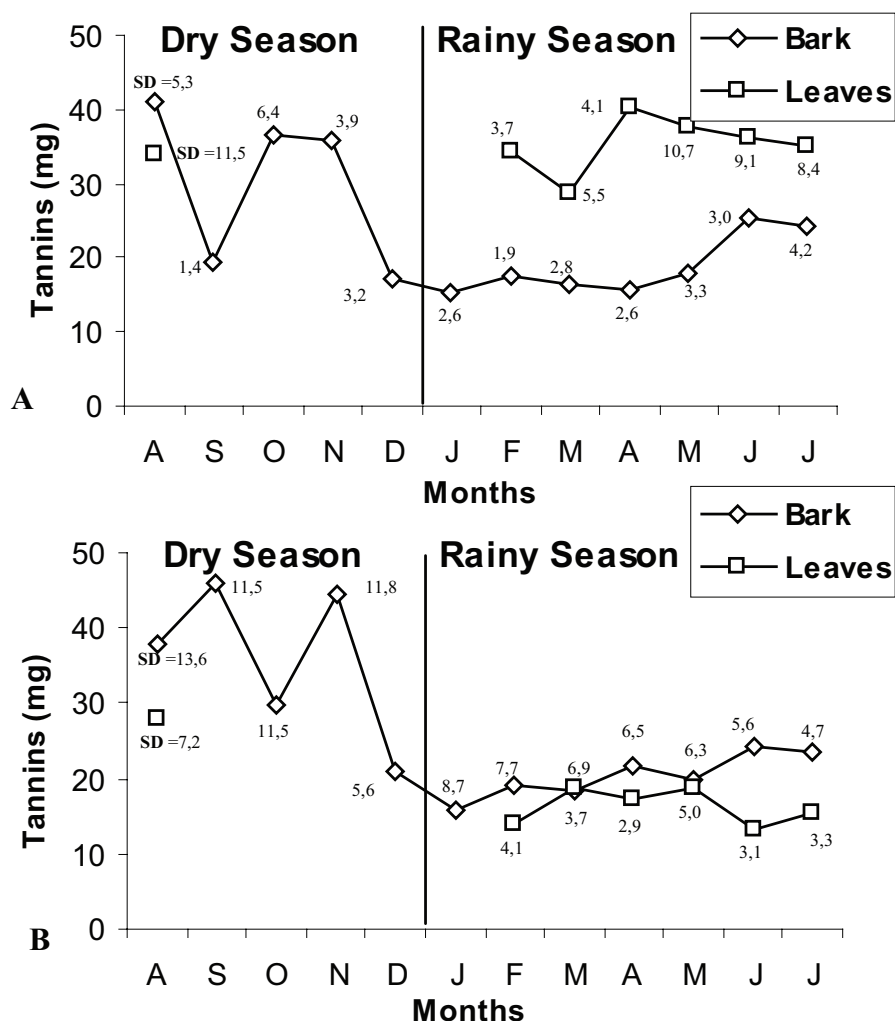 50
40
30
20
10
0
Tannins (mg)
Dry Season
Rainy Season
Bark
Leaves
SD =5,3
SD =11,5
1,4
6,4
3,9
3,2
2,6
1,9
2,8
2,6
3,3
3,0
4,2
3,7
5,5
4,1
10,7
9,1
8,4
A
A S O N D J F M A M J J
Months
50
40
30
20
10
0
Tannins (mg)
Dry Season
Rainy Season
Bark
Leaves
SD =13,6
SD =7,2
11,5
11,5
11,8
5,6
8,7
7,7
6,9
6,5
6,3
5,6
4,7
4,1
3,7
2,9
5,0
3,1
3,3
B
A S O N D J F M A M J J
Months